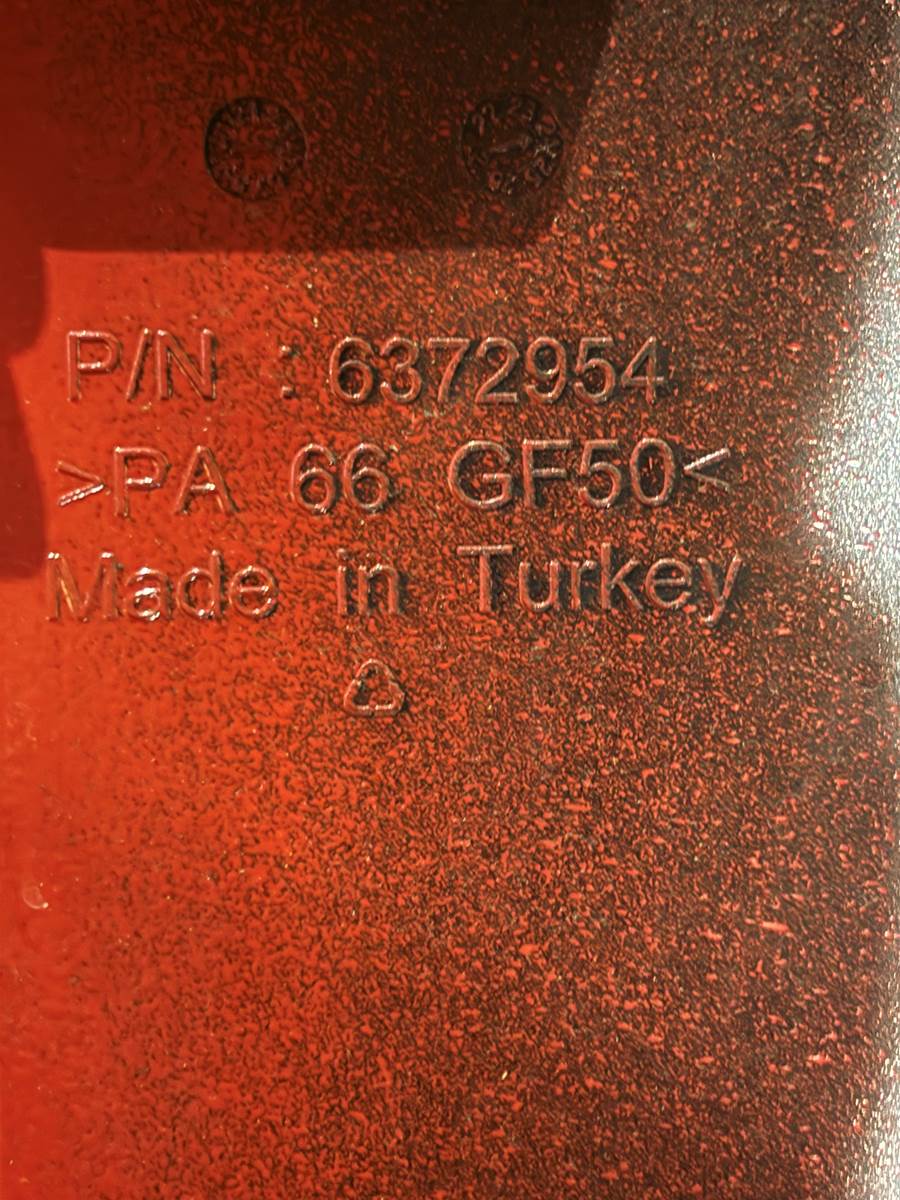 P/N : 6372954
>PA 66 GF50<
Made in Turkey